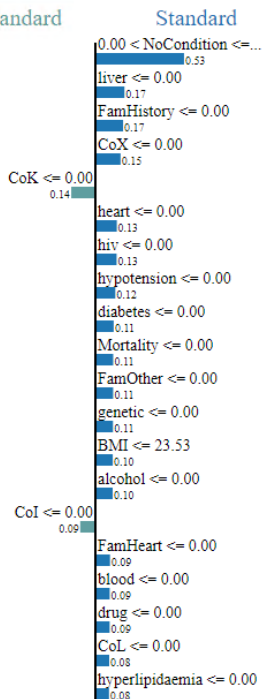 andard Standard
0.00 < NoCondition <=...
0.53
liver <= 0.00
0.17
FamHistory <= 0.00
0.17
CoX <= 0.00
0.15
CoK <= 0.00
0.14
heart <= 0.00
0.13
hiv <= 0.00
0.13
hypotension <= 0.00
0.12
diabetes <= 0.00
0.11
Mortality <= 0.00
0.11
FamOther <= 0.00
0.11
genetic <= 0.00
0.11
BMI <= 23.53
0.10
alcohol <= 0.00
0.10
CoI <= 0.00
0.09
FamHeart <= 0.00
0.09
blood <= 0.00
0.09
drug <= 0.00
0.09
CoL <= 0.00
0.08
hyperlipidaemia <= 0.00
0.08